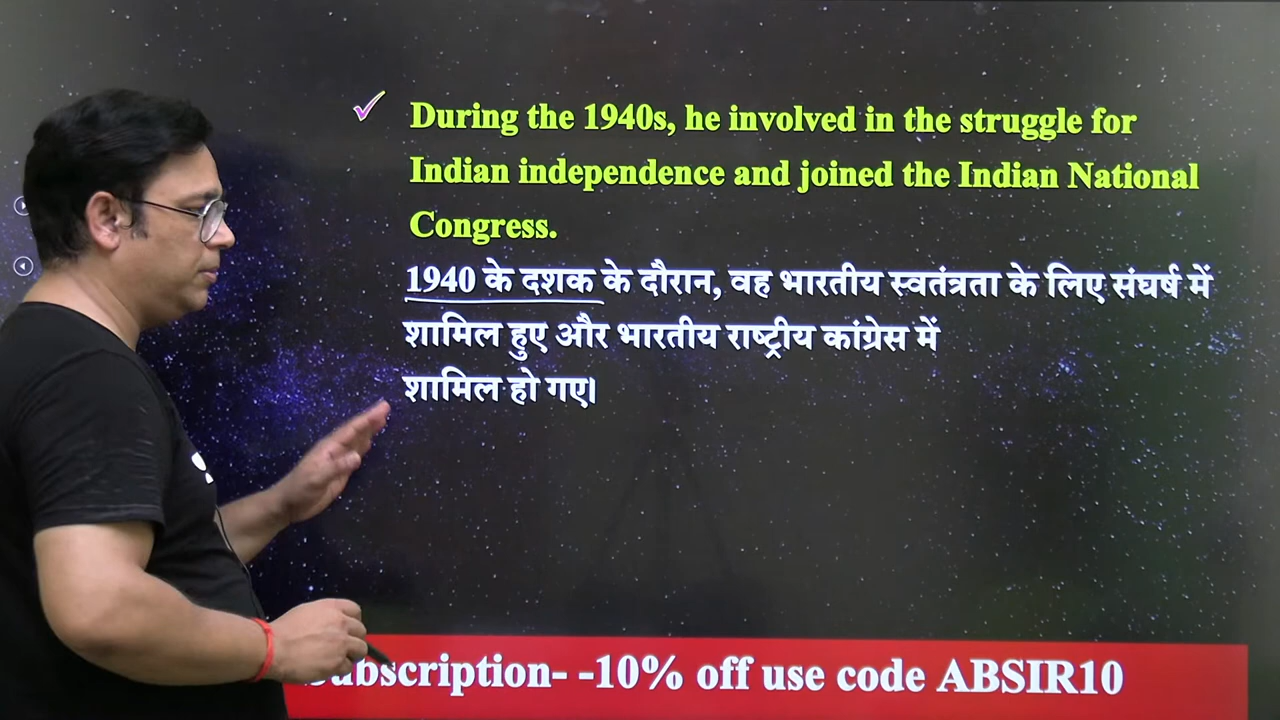 During the 1940s, he involved in the struggle for
Indian independence and joined the Indian National
Congress.
1940 के दशक के दौरान, वह भारतीय स्वतंत्रता के लिए संघर्ष में
शामिल हुए और भारतीय राष्ट्रीय कांग्रेस में
शामिल हो गए।
-10% off use code ABSIR10